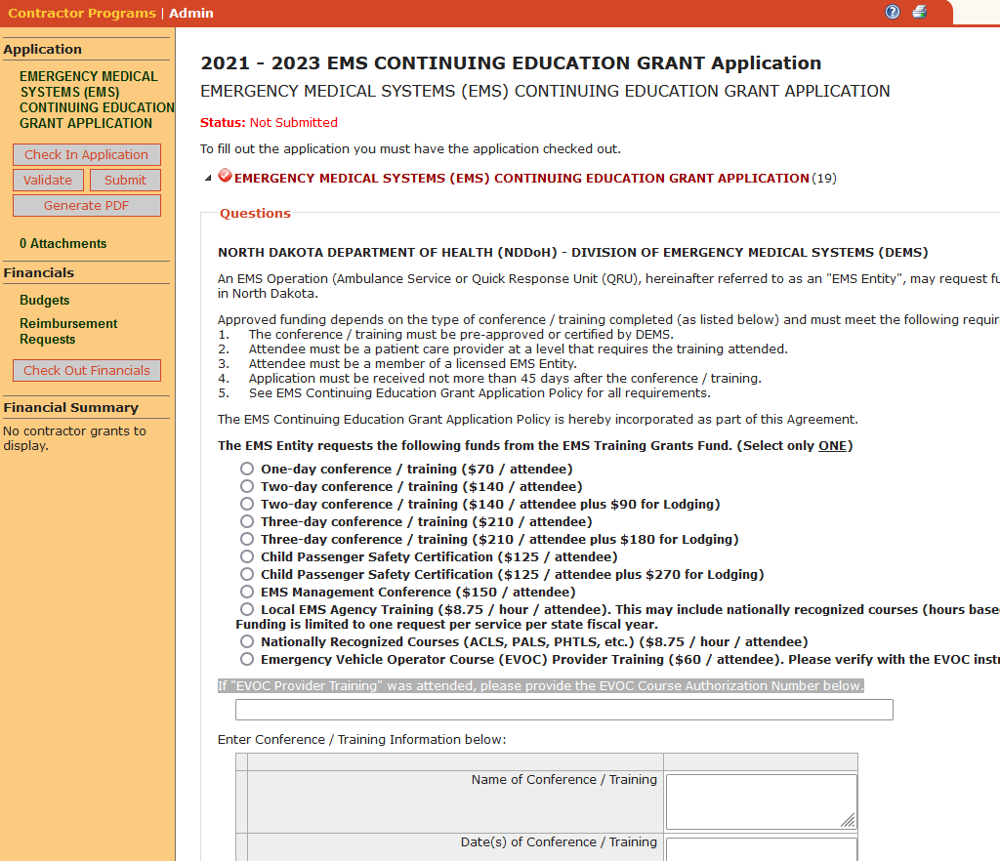 Contractor Programs | Admin
Application
EMERGENCY MEDICAL
SYSTEMS (EMS)
CONTINUING EDUCATION
GRANT APPLICATION
Check In Application
Validate Submit
Generate PDF
0 Attachments
Financials
Budgets
Reimbursement
Requests
Check Out Financials
Financial Summary
No contractor grants to
display.
2021 - 2023 EMS CONTINUING EDUCATION GRANT Application
EMERGENCY MEDICAL SYSTEMS (EMS) CONTINUING EDUCATION GRANT APPLICATION
Status: Not Submitted
To fill out the application you must have the application checked out.
EMERGENCY MEDICAL SYSTEMS (EMS) CONTINUING EDUCATION GRANT APPLICATION (19)
Questions
NORTH DAKOTA DEPARTMENT OF HEALTH (NDDoH) - DIVISION OF EMERGENCY MEDICAL SYSTEMS (DEMS)
An EMS Operation (Ambulance Service or Quick Response Unit (QRU), hereinafter referred to as an "EMS Entity", may request fu
in North Dakota.
Approved funding depends on the type of conference / training completed (as listed below) and must meet the following requir
1. The conference / training must be pre-approved or certified by DEMS.
2. Attendee must be a patient care provider at a level that requires the training attended.
3. Attendee must be a member of a licensed EMS Entity.
4. Application must be received not more than 45 days after the conference / training.
5. See EMS Continuing Education Grant Application Policy for all requirements.
The EMS Continuing Education Grant Application Policy is hereby incorporated as part of this Agreement.
The EMS Entity requests the following funds from the EMS Training Grants Fund. (Select only ONE)
One-day conference / training ($70 / attendee)
Two-day conference / training ($140 / attendee)
Two-day conference / training ($140 / attendee plus $90 for Lodging)
Three-day conference / training ($210 / attendee)
Three-day conference / training ($210 / attendee plus $180 for Lodging)
Child Passenger Safety Certification ($125 / attendee)
Child Passenger Safety Certification ($125 / attendee plus $270 for Lodging)
EMS Management Conference ($150 / attendee)
Local EMS Agency Training ($8.75 / hour / attendee). This may include nationally recognized courses (hours base
Funding is limited to one request per service per state fiscal year.
Nationally Recognized Courses (ACLS, PALS, PHTLS, etc.) ($8.75 / hour / attendee)
Emergency Vehicle Operator Course (EVOC) Provider Training ($60 / attendee). Please verify with the EVOC instr
If "EVOC Provider Training" was attended, please provide the EVOC Course Authorization Number below.
Enter Conference / Training Information below:
Name of Conference / Training
Date(s) of Conference / Training